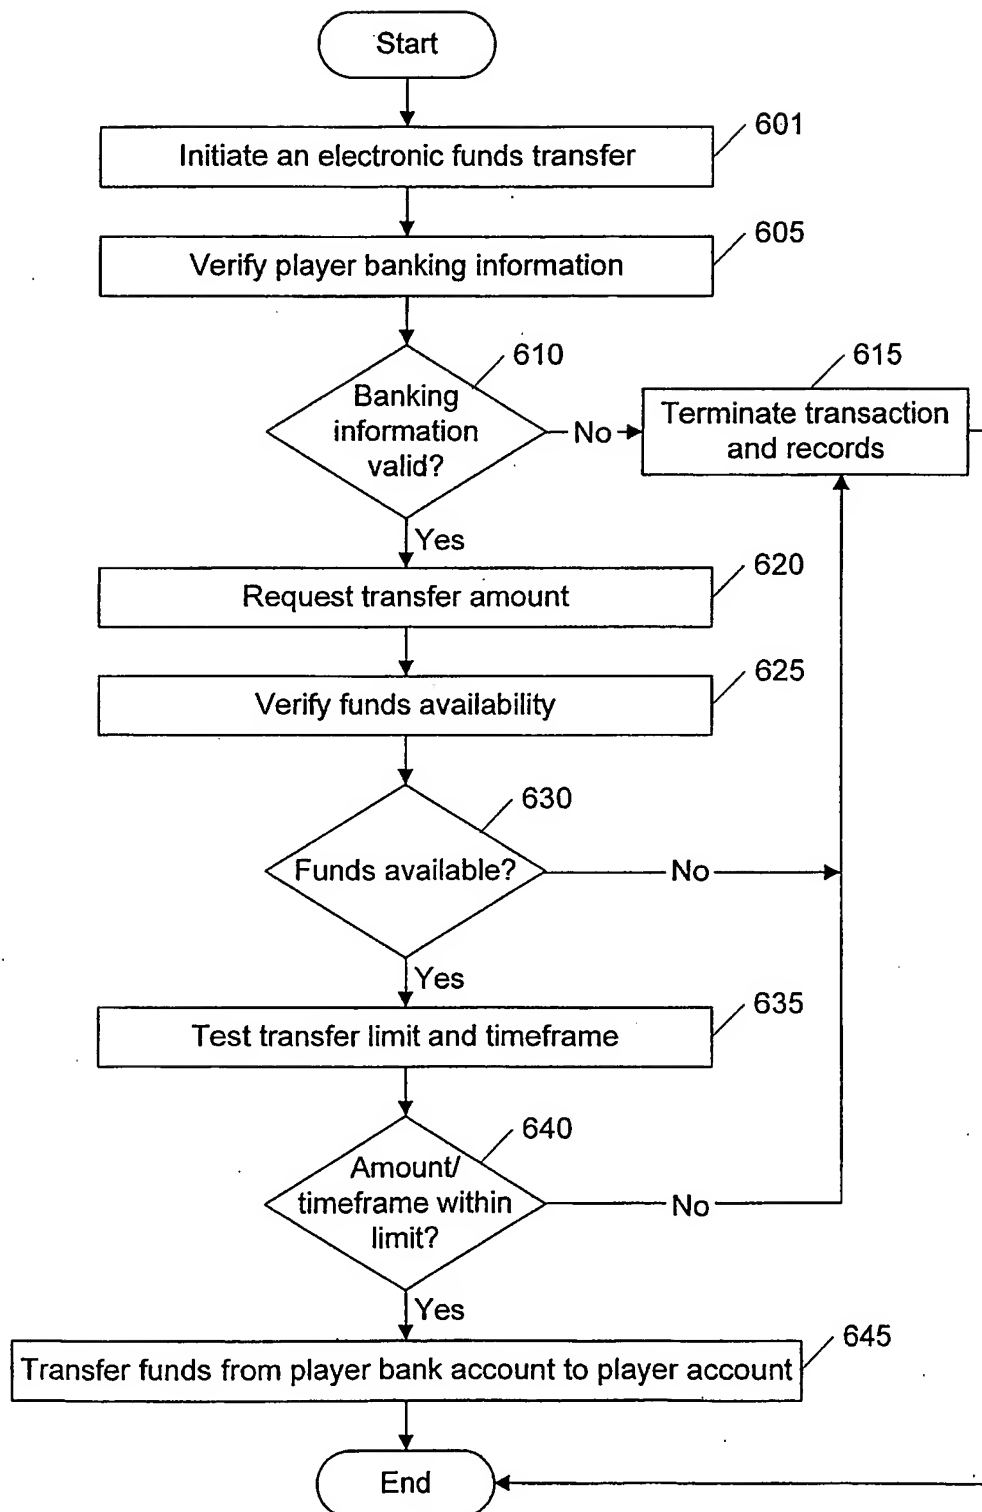 Start
601
Initiate an electronic funds transfer
605
Verify player banking information
610
Banking
information
valid?
No
615
Terminate transaction
and records
Yes
620
Request transfer amount
625
Verify funds availability
630
Funds available?
No
Yes
635
Test transfer limit and timeframe
640
Amount/
timeframe within
limit?
No
Yes
645
Transfer funds from player bank account to player account
End